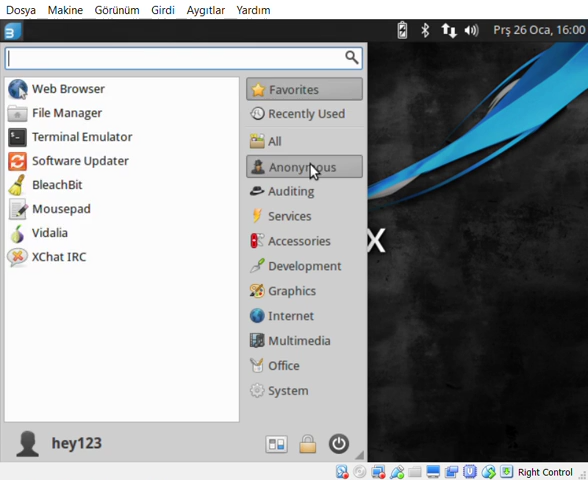 Dosya Makine Görünüm Girdi Aygıtlar Yardım
Prş 26 Oca, 16:00
Web Browser
File Manager
Terminal Emulator
Software Updater
BleachBit
Mousepad
Vidalia
XChat IRC
Favorites
Recently Used
All
Anonymous
Auditing
Services
Accessories
Development
Graphics
Internet
Multimedia
Office
System
X
hey123
Right Control